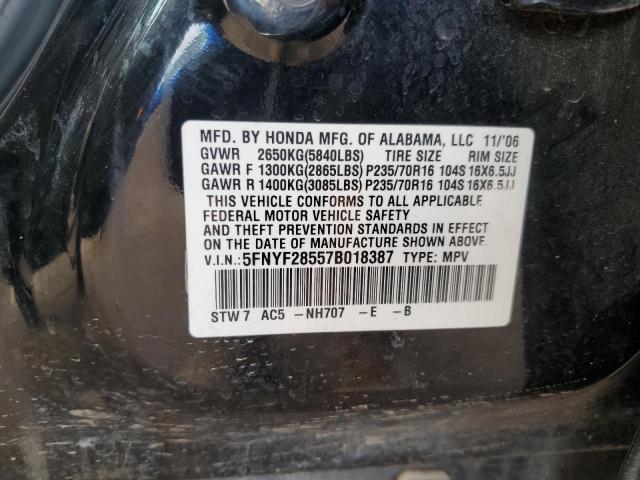 MFD. BY HONDA MFG. OF ALABAMA, LLC 11/'06
GVWR 2650KG(5840LBS) TIRE SIZE RIM SIZE
GAWR F 1300KG(2865LBS) P235/70R16 104S 16X6.5JJ
GAWR R 1400KG(3085LBS) P235/70R16 104S 16X6.5JJ
THIS VEHICLE CONFORMS TO ALL APPLICABLE
FEDERAL MOTOR VEHICLE SAFETY
AND THEFT PREVENTION STANDARDS IN EFFECT
ON THE DATE OF MANUFACTURE SHOWN ABOVE.
V.I.N.: 5FNYF28557B018387 TYPE: MPV
STW7 AC5 -NH707 -E -B